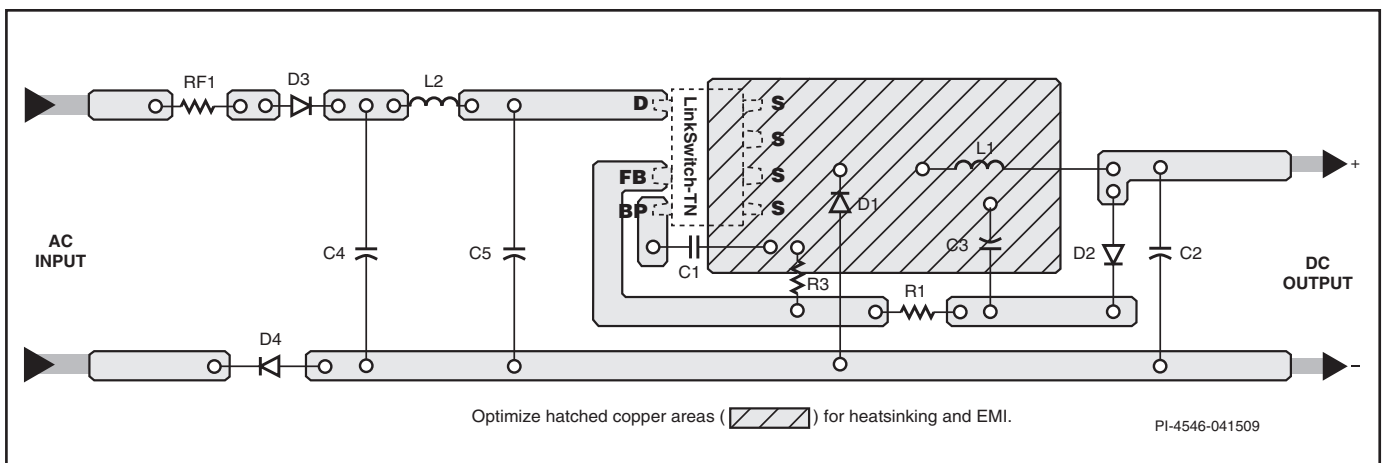 RF1
D3
L2
D
LinkSwitch-TN
S
S
FB
S
BP
S
L1
+
AC
INPUT
C4
C5
C1
R3
D1
C3
D2
C2
DC
OUTPUT
R1
D4
–
Optimize hatched copper areas ( ) for heatsinking and EMI.
PI-4546-041509